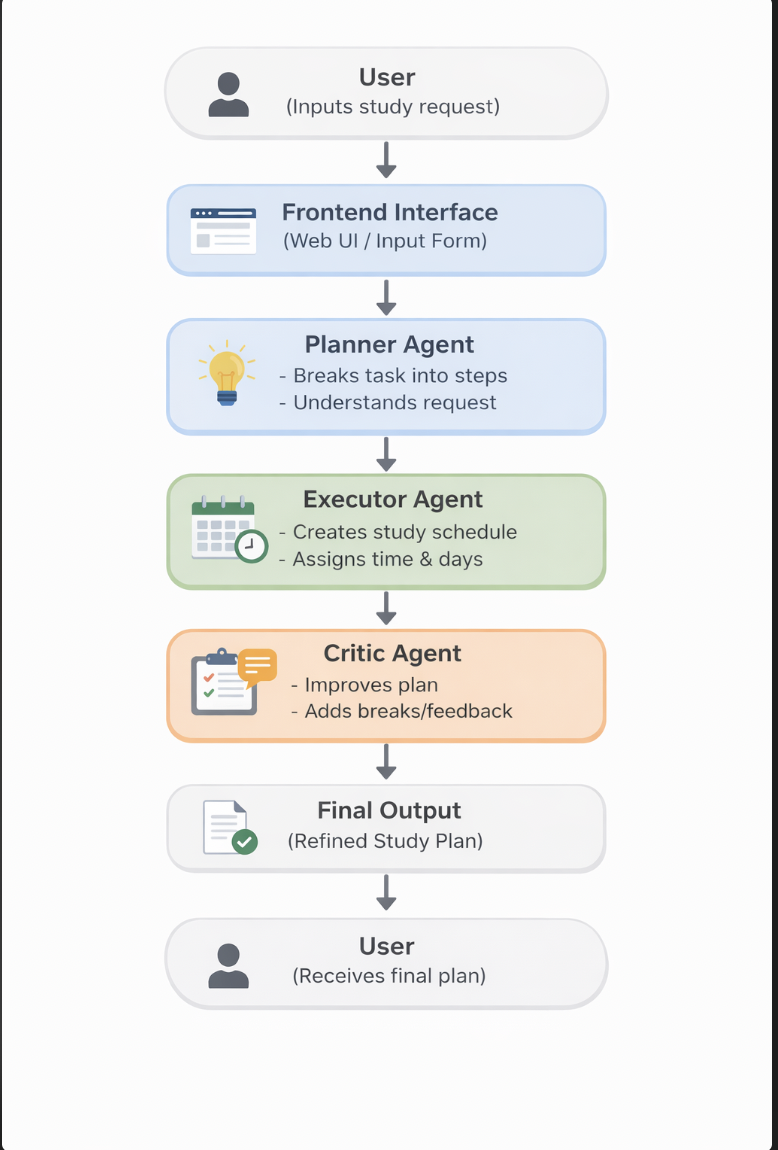 User
(Inputs study request)
Frontend Interface
(Web UI / Input Form)
Planner Agent
- Breaks task into steps
- Understands request
Executor Agent
- Creates study schedule
- Assigns time & days
Critic Agent
- Improves plan
- Adds breaks/feedback
Final Output
(Refined Study Plan)
User
(Receives final plan)